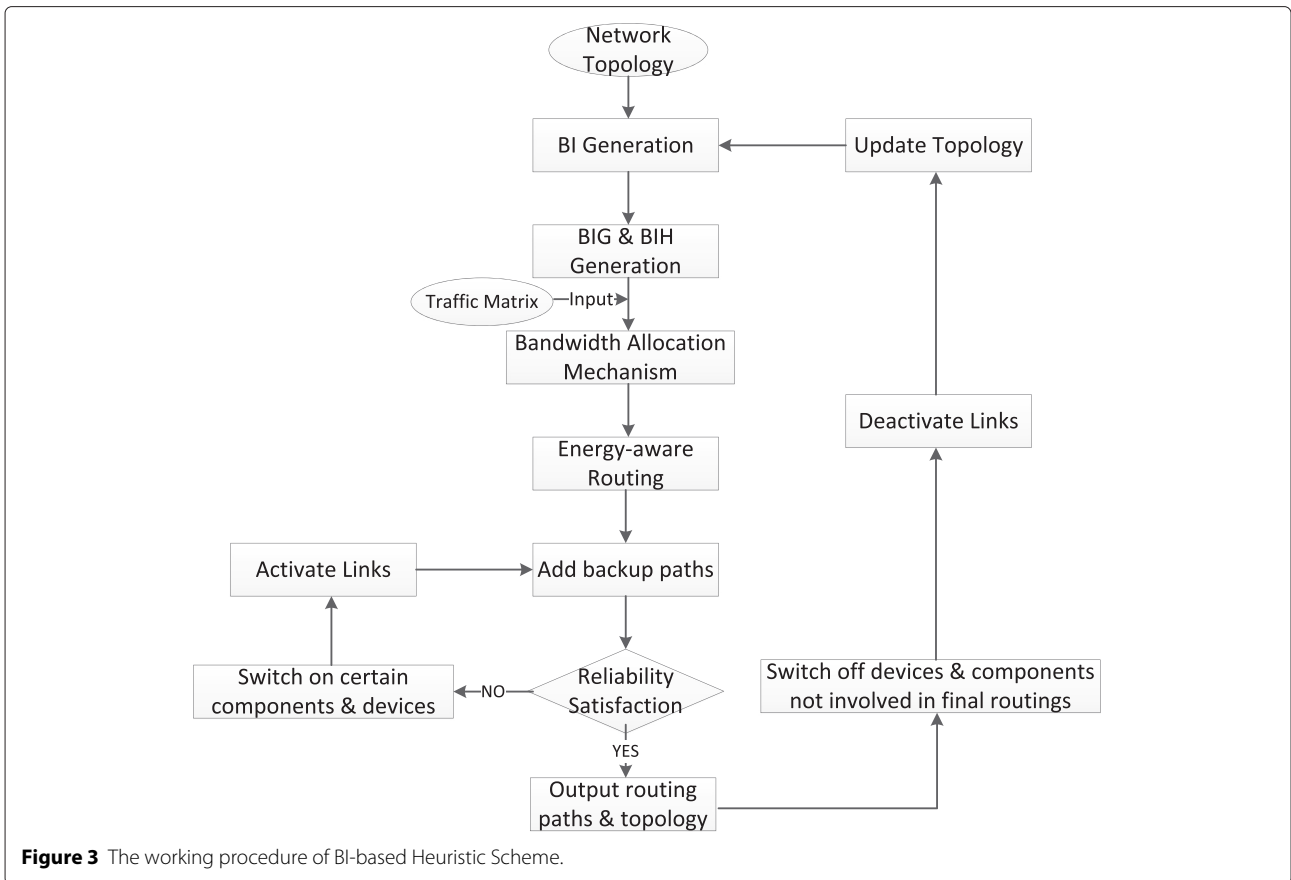 Network
Topology
BI Generation
Update Topology
BIG & BIH
Generation
Traffic Matrix
Input
Bandwidth Allocation
Mechanism
Deactivate Links
Energy-aware
Routing
Activate Links
Add backup paths
Switch on certain
components & devices
NO
Reliability
Satisfaction
Switch off devices & components
not involved in final routings
YES
Output routing
paths & topology
Figure 3 The working procedure of BI-based Heuristic Scheme.